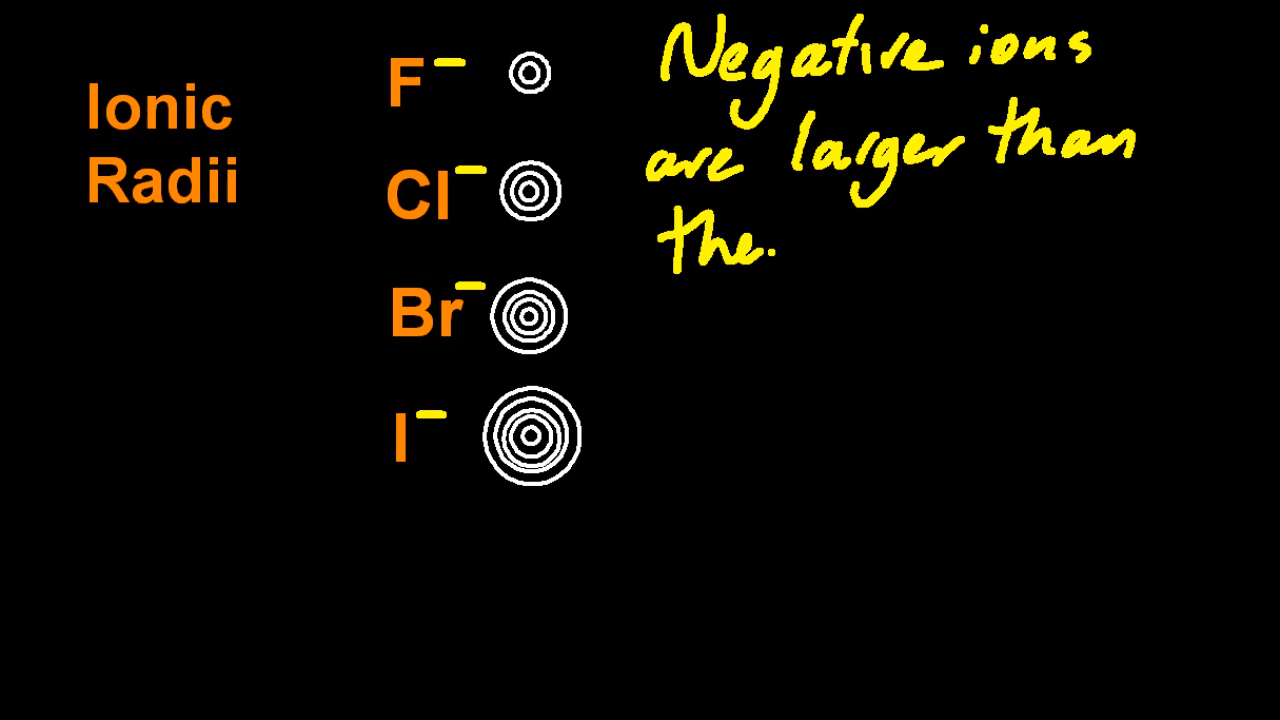 Ionic
Radii
F⁻
Cl⁻
Br⁻
I⁻
Negative ions
are larger than
the.